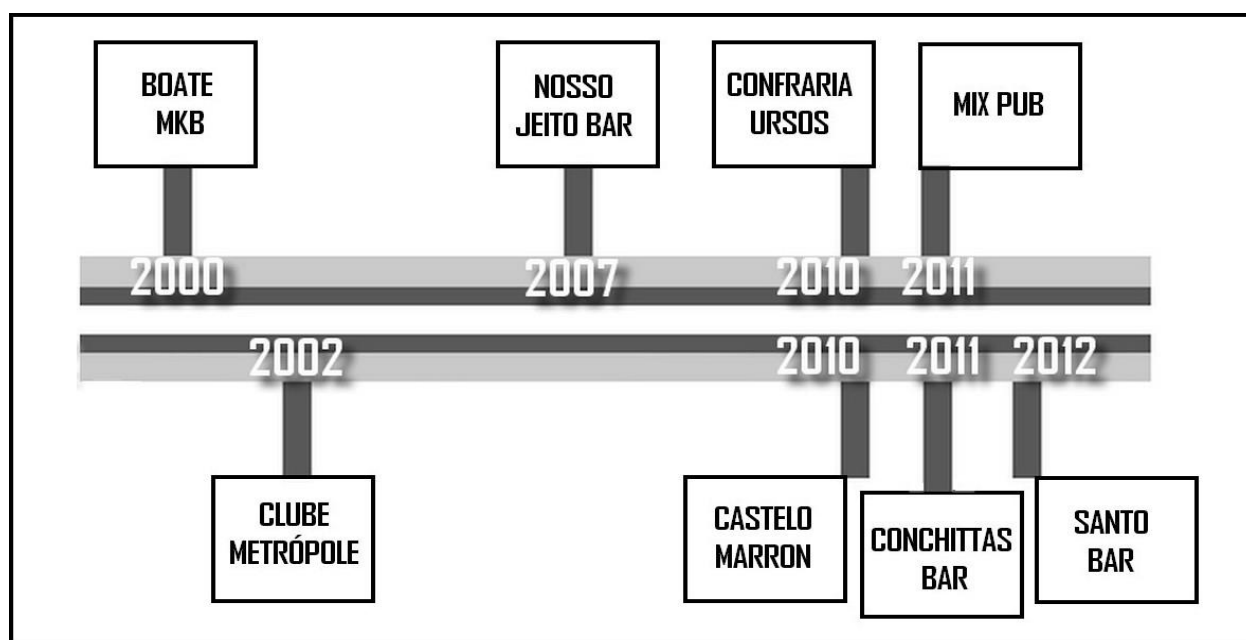 BOATE
MKB
NOSSO
JEITO BAR
CONFRARIA
URSOS
MIX PUB
2000
2007
2010
2011
2002
2010
2011
2012
CLUBE
METRÓPOLE
CASTELO
MARRON
CONCHITTAS
BAR
SANTO
BAR